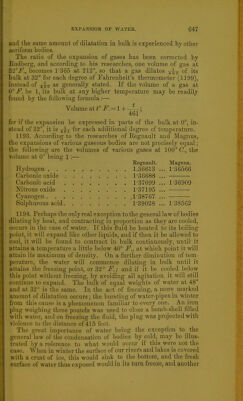 EXPANSION OF WATER. 647
and the same amount of dilatation in bulk is experienced by other
aeriform bodies.
The ratio of the expansion of gases has been corrected by
Rudberg, and according to his researches, one volume of gas at
32° F., becomes 1·365 at 212°, so that a gas dilates of its
bulk at 32° for each degree of Fahrenheit's thermometer (1199),
instead of as generally stated. If the volume of a gas at
0° F. be 1, its bulk at any higher temperature may be readily
found by the following formula :—
Volume at t° F. = 1 + t/461 ;
for if the expansion be expressed in parts of the bulk at 0°, in-
stead of 32°, it is 1/461 for each additional degree of temperature.
1193. According to the researches of Regnault and Magnus,
the expansions of various gaseous bodies are not precisely equal;
the following are the volumes of various gases at 100° C., the
volume at 0° being 1 :—
Regnault. Magnus.
Hydrogen . . . . . . . . . 1·36613 ... 1·36566
Carbonic oxide . . . . . . 1·36688 ...
Carbonic acid . . . . . . . 1·37099 ... 1·36909
Nitrous oxide . . . . . . . 1·37195 ...
Cyanogen . . . . . . . . . 1·38767 ...
Sulphurous acid . . . . . . 1·39028 ... 1·38562
1194. Perhaps the only real exception to the general law of bodies
dilating by heat, and contracting in proportion as they are cooled,
occurs in the case of water. If this fluid be heated to its boiling
point, it will expand like other liquids, and if then it be allowed to
cool, it will be found to contract in bulk continuously, until it
attains a temperature a little below 40° F., at which point it will
attain its maximum of density. On a further diminution of tem-
perature, the water will commence dilating in bulk until it
attains the freezing point, or 32° F. ; and if it be cooled below
this point without freezing, by avoiding all agitation, it will still
continue to expand. The bulk of equal weights of water at 48°
and at 32° is the same. In the act of freezing, a more marked
amount of dilatation occurs; the bursting of water-pipes in winter
from this cause is a phenomenon familiar to every one. An iron
plug weighing three pounds was used to close a bomb-shell filled
with water, and on freezing the fluid, the plug was projected with
violence to the distance of 415 feet.
The great importance of water being the exception to the
general law of the condensation of bodies by cold, may be illus-
trated by a reference to what would occur if this were not the
case. When in winter the surface of our rivers and lakes is covered
with a crust of ice, this would sink to the bottom, and the fresh
surface of water thus exposed would in its turn freeze, and another